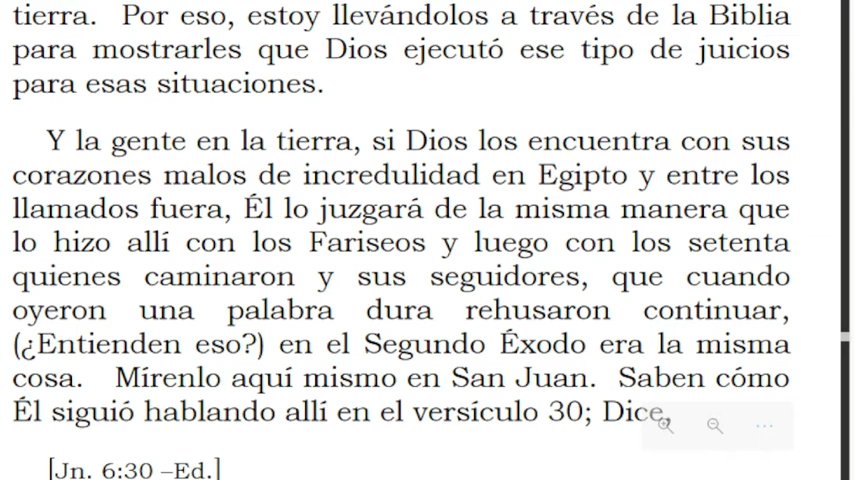 tierra. Por eso, estoy llevándolos a través de la Biblia
para mostrarles que Dios ejecutó ese tipo de juicios
para esas situaciones.
Y la gente en la tierra, si Dios los encuentra con sus
corazones malos de incredulidad en Egipto y entre los
llamados fuera, Él lo juzgará de la misma manera que
lo hizo allí con los Fariseos y luego con los setenta
quienes caminaron y sus seguidores, que cuando
oyeron una palabra dura rehusaron continuar,
(¿Entienden eso?) en el Segundo Éxodo era la misma
cosa. Mírenlo aquí mismo en San Juan. Saben cómo
Él siguió hablando allí en el versículo 30; Dice,
[Jn. 6:30 –Ed.]